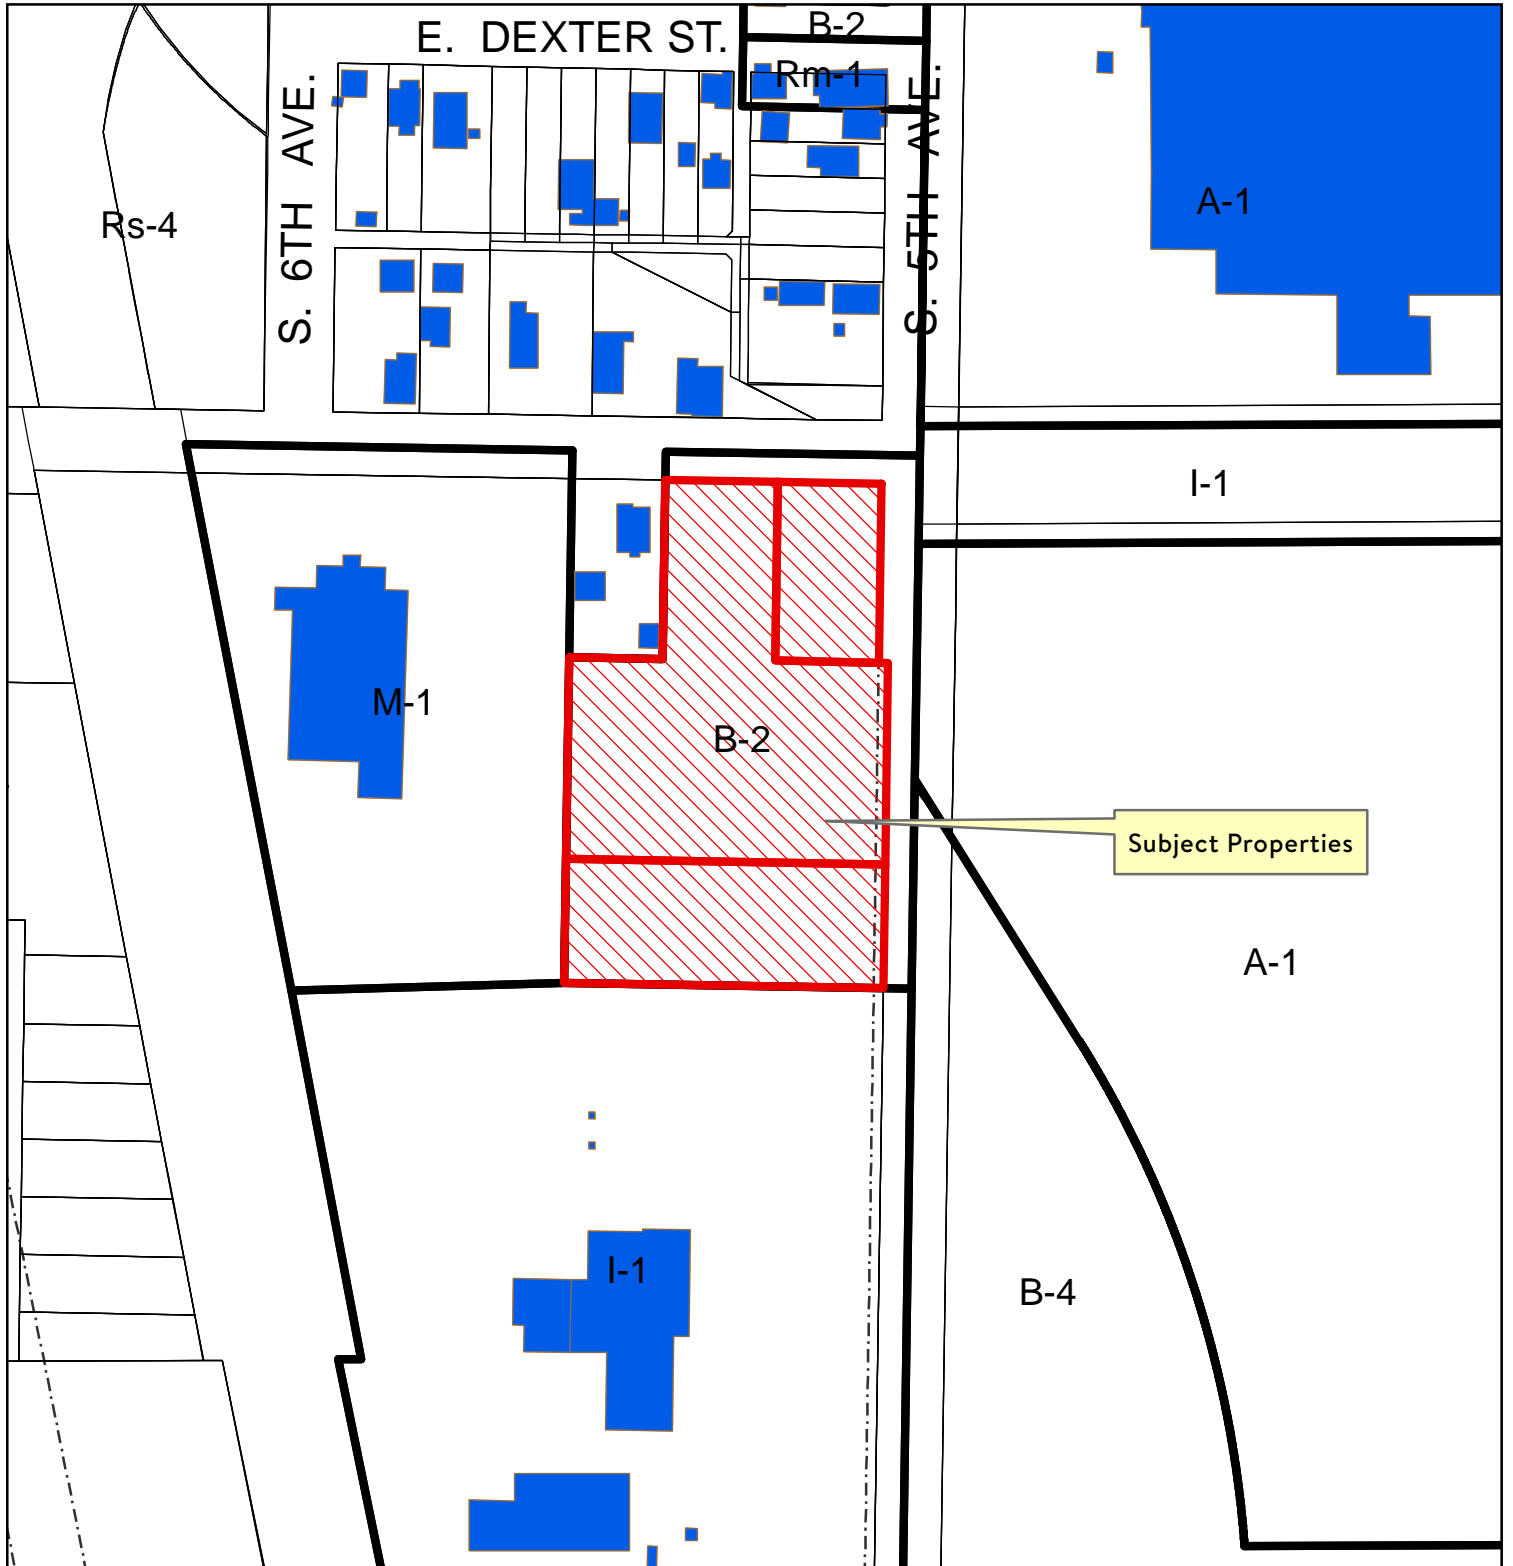 B-2
E. DEXTER ST.
Rm-1
S. 6TH AVE.
S. 5TH AVE.
A-1
Rs-4
I-1
M-1
B-2
Subject Properties
A-1
I-1
B-4